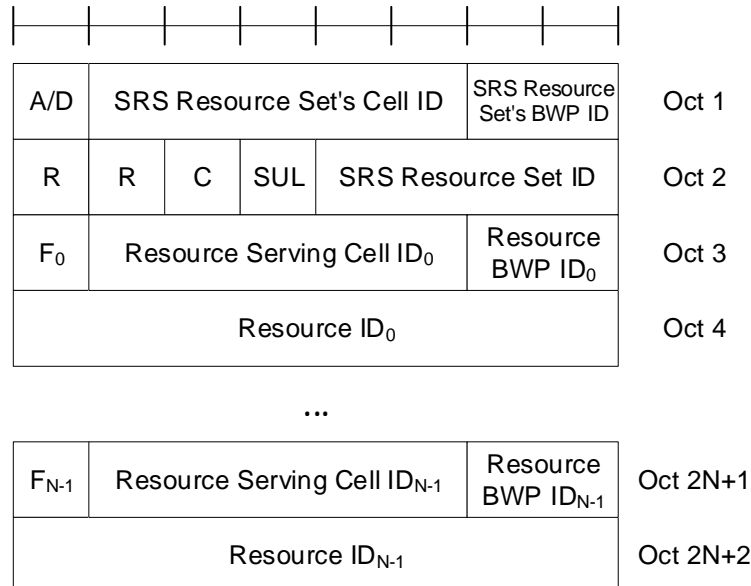 A/D SRS Resource Set's Cell ID SRS Resource Set's BWP ID Oct 1
R R C SUL SRS Resource Set ID Oct 2
F0 Resource Serving Cell ID0 Resource BWP ID0 Oct 3
Resource ID0 Oct 4
...
FN-1 Resource Serving Cell IDN-1 Resource BWP IDN-1 Oct 2N+1
Resource IDN-1 Oct 2N+2